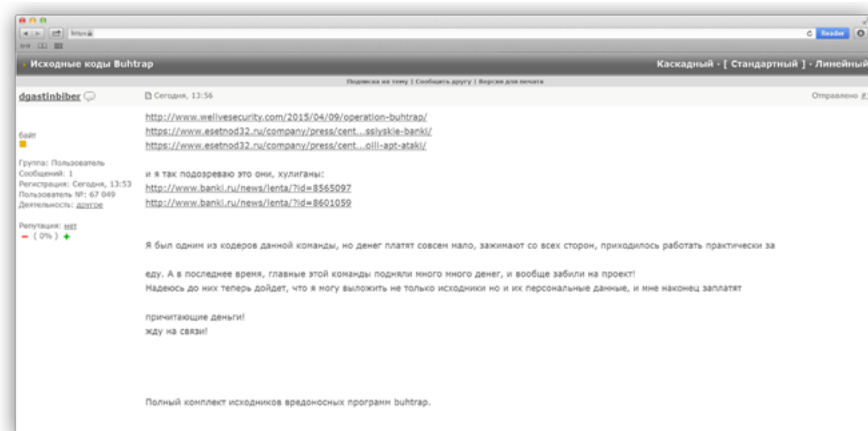 https
Reader
Исходные коды Buhtrap
Каскадный · [ Стандартный ] · Линейный
Подписка на тему | Сообщить другу | Версия для печати
dgastinbiber
Сегодня, 13:56
Отправлено #
байт
Группа: Пользователь
Сообщений: 1
Регистрация: Сегодня, 13:53
Пользователь №: 67 049
Деятельность: другое
Репутация: нет
( 0% )
http://www.welivesecurity.com/2015/04/09/operation-buhtrap/
https://www.esetnod32.ru/company/press/cent...ssiyskie-banki/
https://www.esetnod32.ru/company/press/cent...oili-apt-ataki/
и я так подозреваю это они, хулиганы:
http://www.banki.ru/news/lenta/?id=8565097
http://www.banki.ru/news/lenta/?id=8601059
Я был одним из кодеров данной команды, но денег платят совсем мало, зажимают со всех сторон, приходилось работать практически за
еду. А в последнее время, главные этой команды подняли много много денег, и вообще забили на проект!
Надеюсь до них теперь дойдет, что я могу выложить не только исходники но и их персональные данные, и мне наконец заплатят
причитающие деньги!
жду на связи!
Полный комплект исходников вредоносных программ buhtrap.